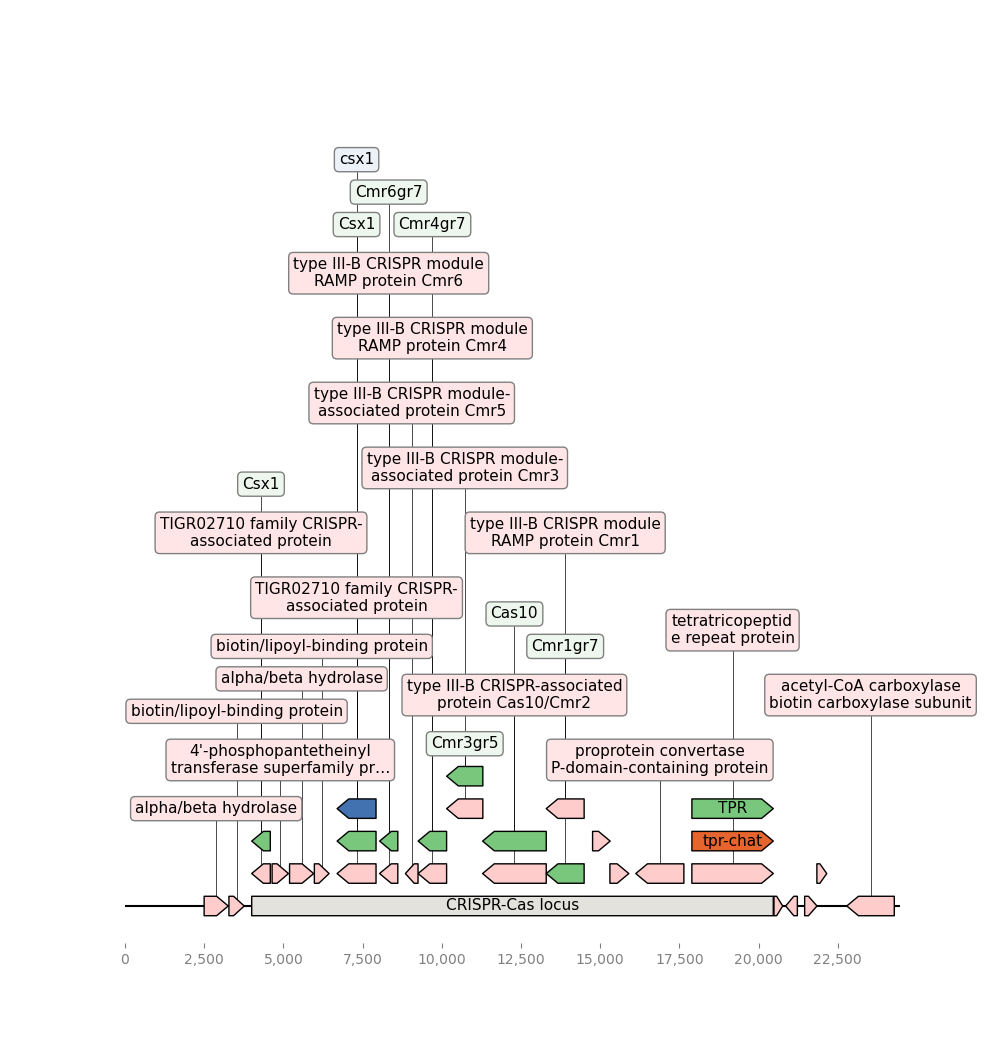 csx1
Cmr6gr7
Csx1
Cmr4gr7
type III-B CRISPR module
RAMP protein Cmr6
type III-B CRISPR module
RAMP protein Cmr4
type III-B CRISPR module-
associated protein Cmr5
type III-B CRISPR module-
associated protein Cmr3
Csx1
TIGR02710 family CRISPR-
associated protein
type III-B CRISPR module
RAMP protein Cmr1
TIGR02710 family CRISPR-
associated protein
Cas10
tetratricopeptid
e repeat protein
biotin/lipoyl-binding protein
Cmr1gr7
alpha/beta hydrolase
type III-B CRISPR-associated
protein Cas10/Cmr2
acetyl-CoA carboxylase
biotin carboxylase subunit
biotin/lipoyl-binding protein
Cmr3gr5
4'-phosphopantetheinyl
transferase superfamily pr…
proprotein convertase
P-domain-containing protein
alpha/beta hydrolase
TPR
tpr-chat
CRISPR-Cas locus
0
2,500
5,000
7,500
10,000
12,500
15,000
17,500
20,000
22,500